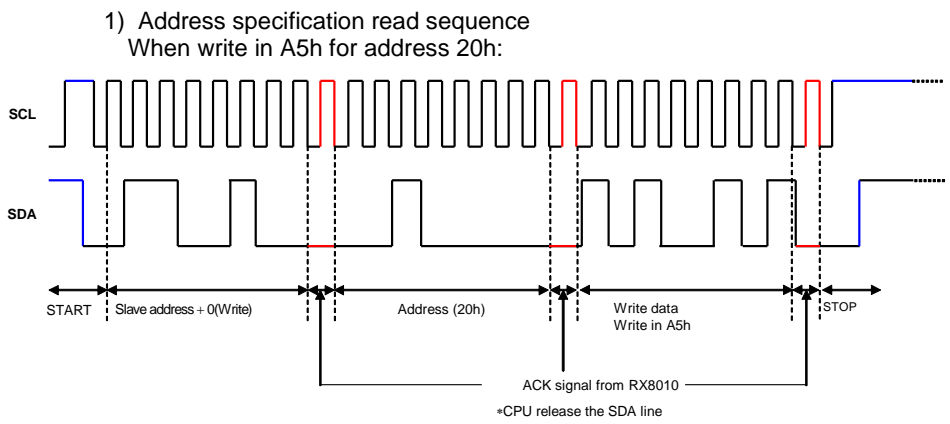 1) Address specification read sequence
When write in A5h for address 20h:
SCL
SDA
START
Slave address + 0(Write)
Address (20h)
Write data
Write in A5h
STOP
ACK signal from RX8010
*CPU release the SDA line